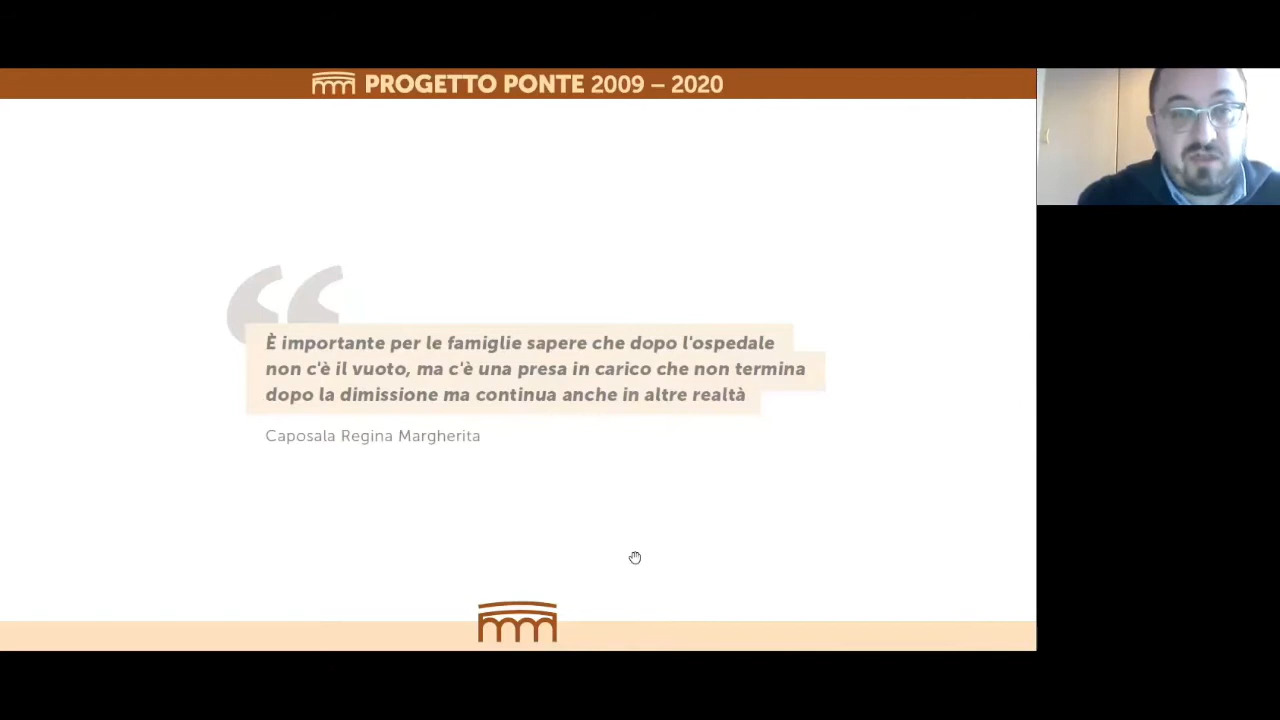 PROGETTO PONTE 2009 – 2020
È importante per le famiglie sapere che dopo l'ospedale
non c'è il vuoto, ma c'è una presa in carico che non termina
dopo la dimissione ma continua anche in altre realtà
Caposala Regina Margherita